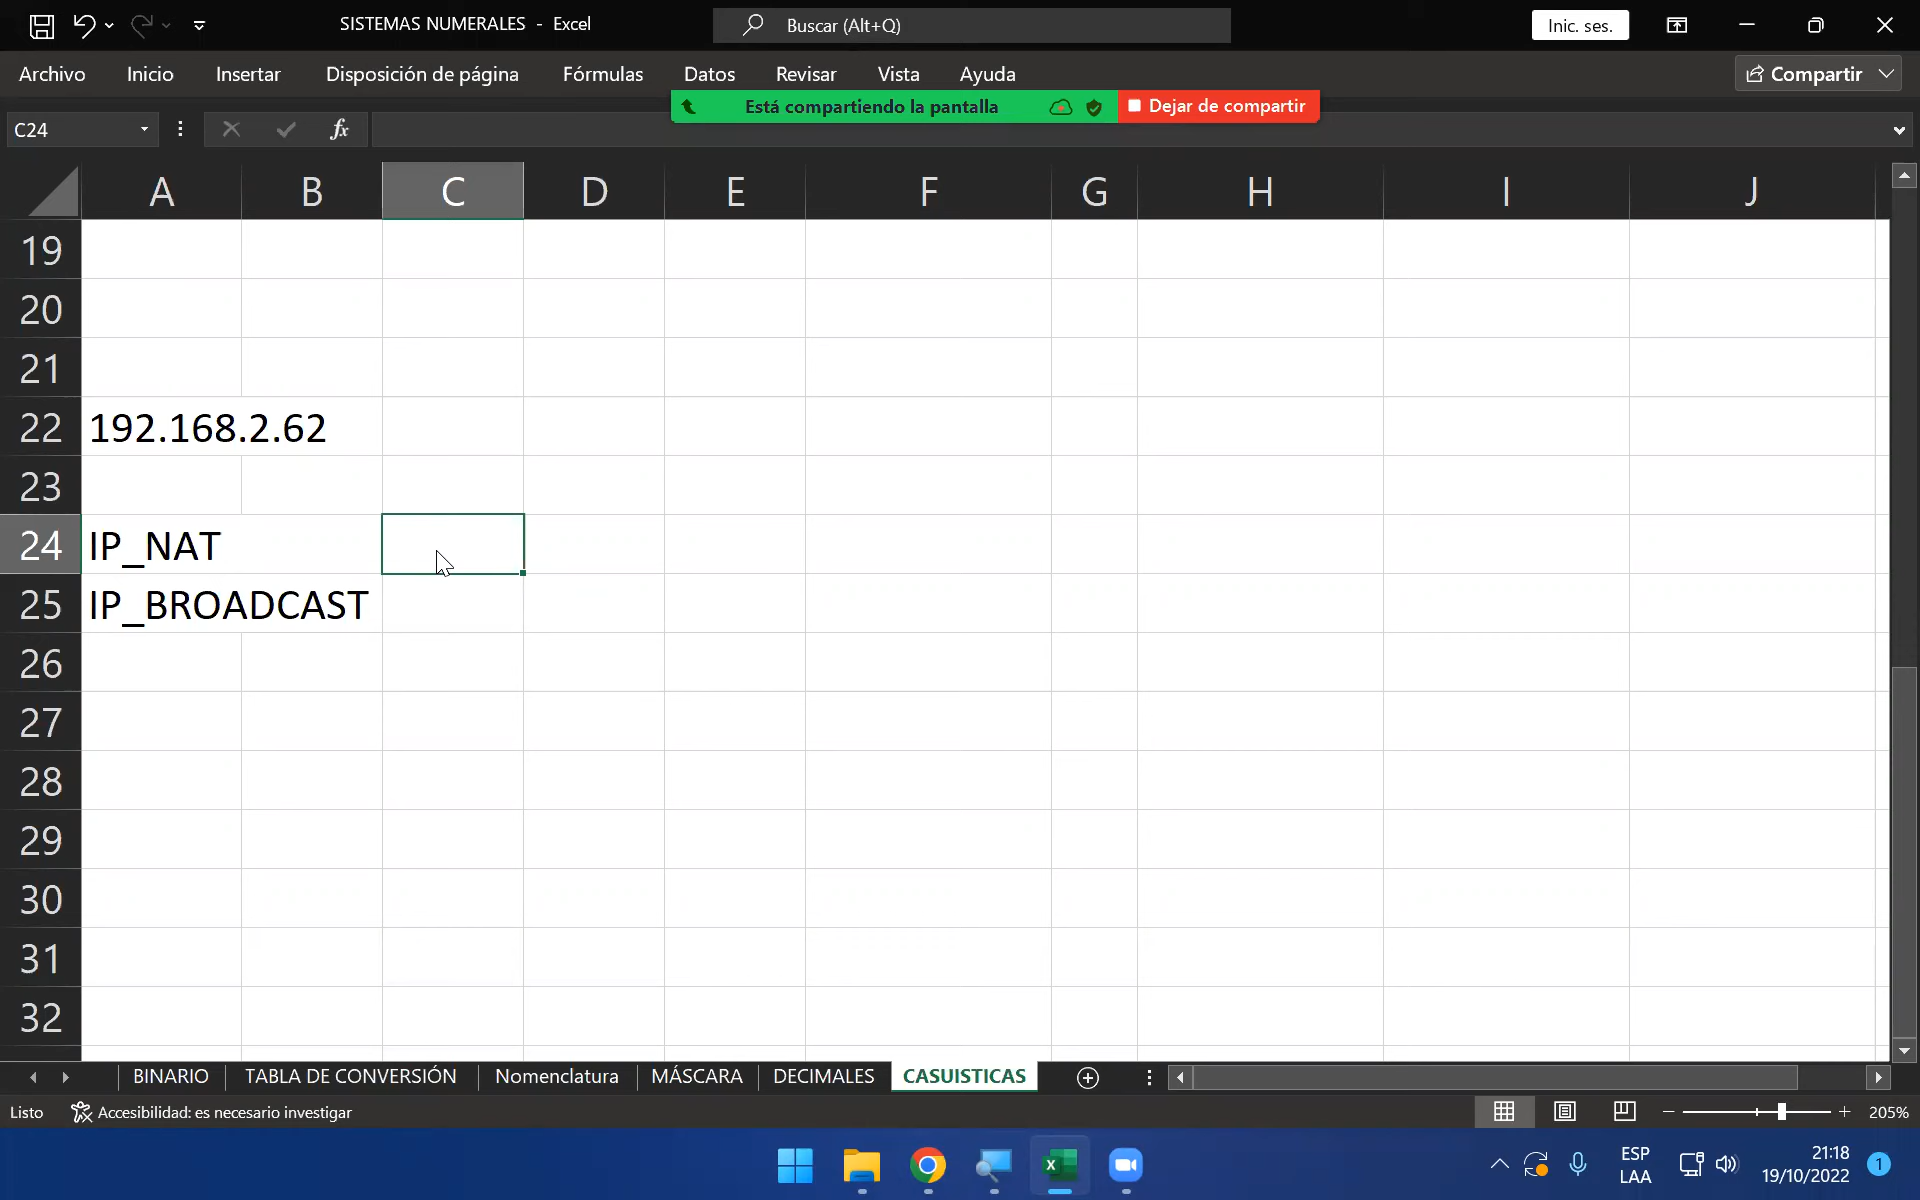 SISTEMAS NUMERALES - Excel
Buscar (Alt+Q)
Inic. ses.
Archivo Inicio Insertar Disposición de página Fórmulas Datos Revisar Vista Ayuda
Compartir
Está compartiendo la pantalla
Dejar de compartir
C24
fx
A B C D E F G H I J
19
20
21
22 192.168.2.62
23
24 IP_NAT
25 IP_BROADCAST
26
27
28
29
30
31
32
BINARIO TABLA DE CONVERSIÓN Nomenclatura MÁSCARA DECIMALES CASUISTICAS
Listo Accesibilidad: es necesario investigar
205%
ESP
LAA
21:18
19/10/2022
1